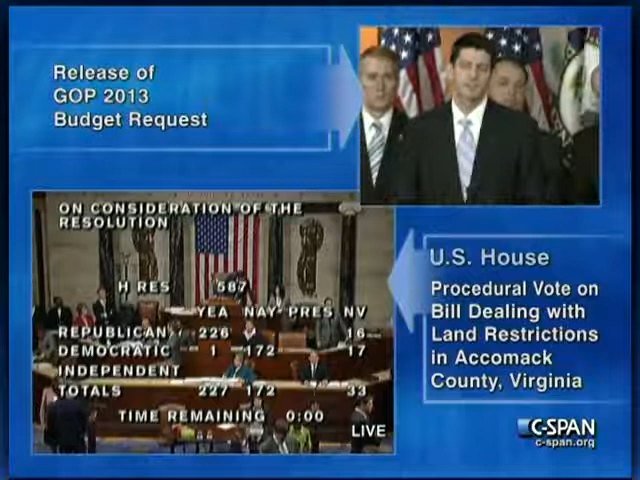 Release of
GOP 2013
Budget Request
ON CONSIDERATION OF THE
RESOLUTION
H RES 587
YEA NAY PRES NV
REPUBLICAN 226 16
DEMOCRATIC 1 172 17
INDEPENDENT
TOTALS 227 172 33
TIME REMAINING 0:00
LIVE
U.S. House
Procedural Vote on
Bill Dealing with
Land Restrictions
in Accomack
County, Virginia
C-SPAN
c-span.org